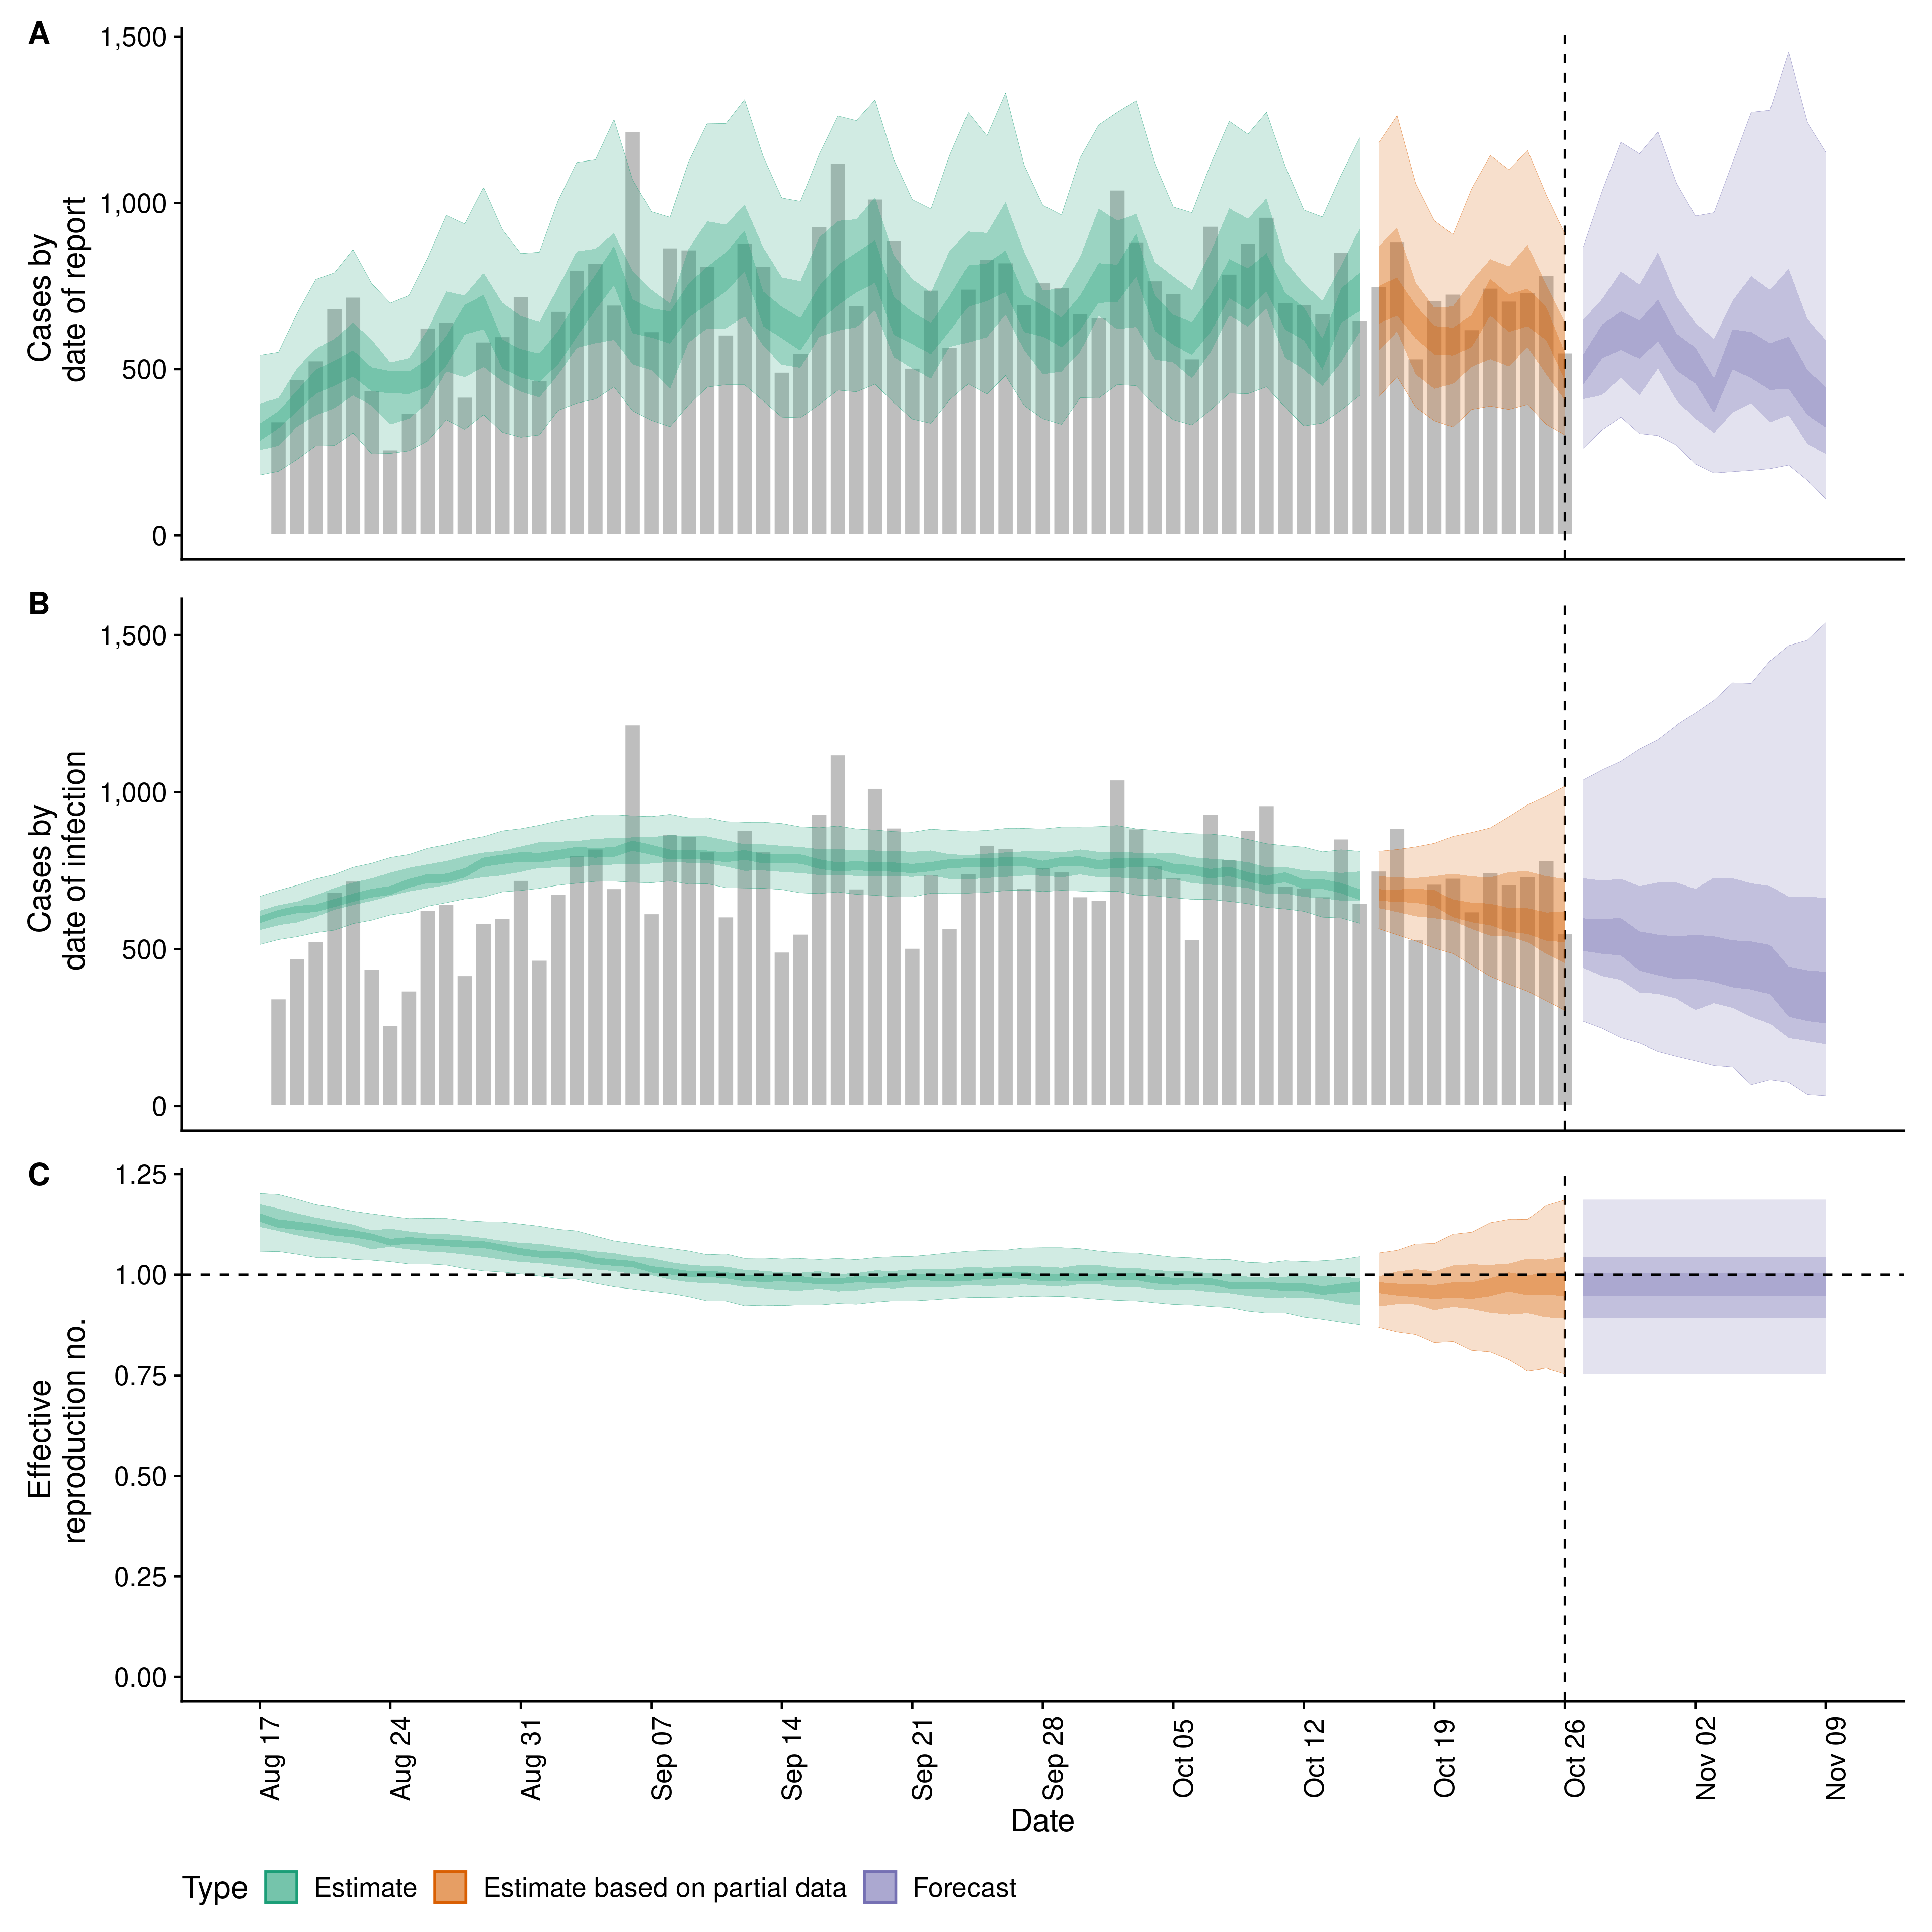 A
Cases by
date of report
1,500
1,000
500
0
B
Cases by
date of infection
1,500
1,000
500
0
C
Effective
reproduction no.
1.25
1.00
0.75
0.50
0.25
0.00
Aug 17
Aug 24
Aug 31
Sep 07
Sep 14
Sep 21
Sep 28
Oct 05
Oct 12
Oct 19
Oct 26
Nov 02
Nov 09
Date
Type Estimate Estimate based on partial data Forecast